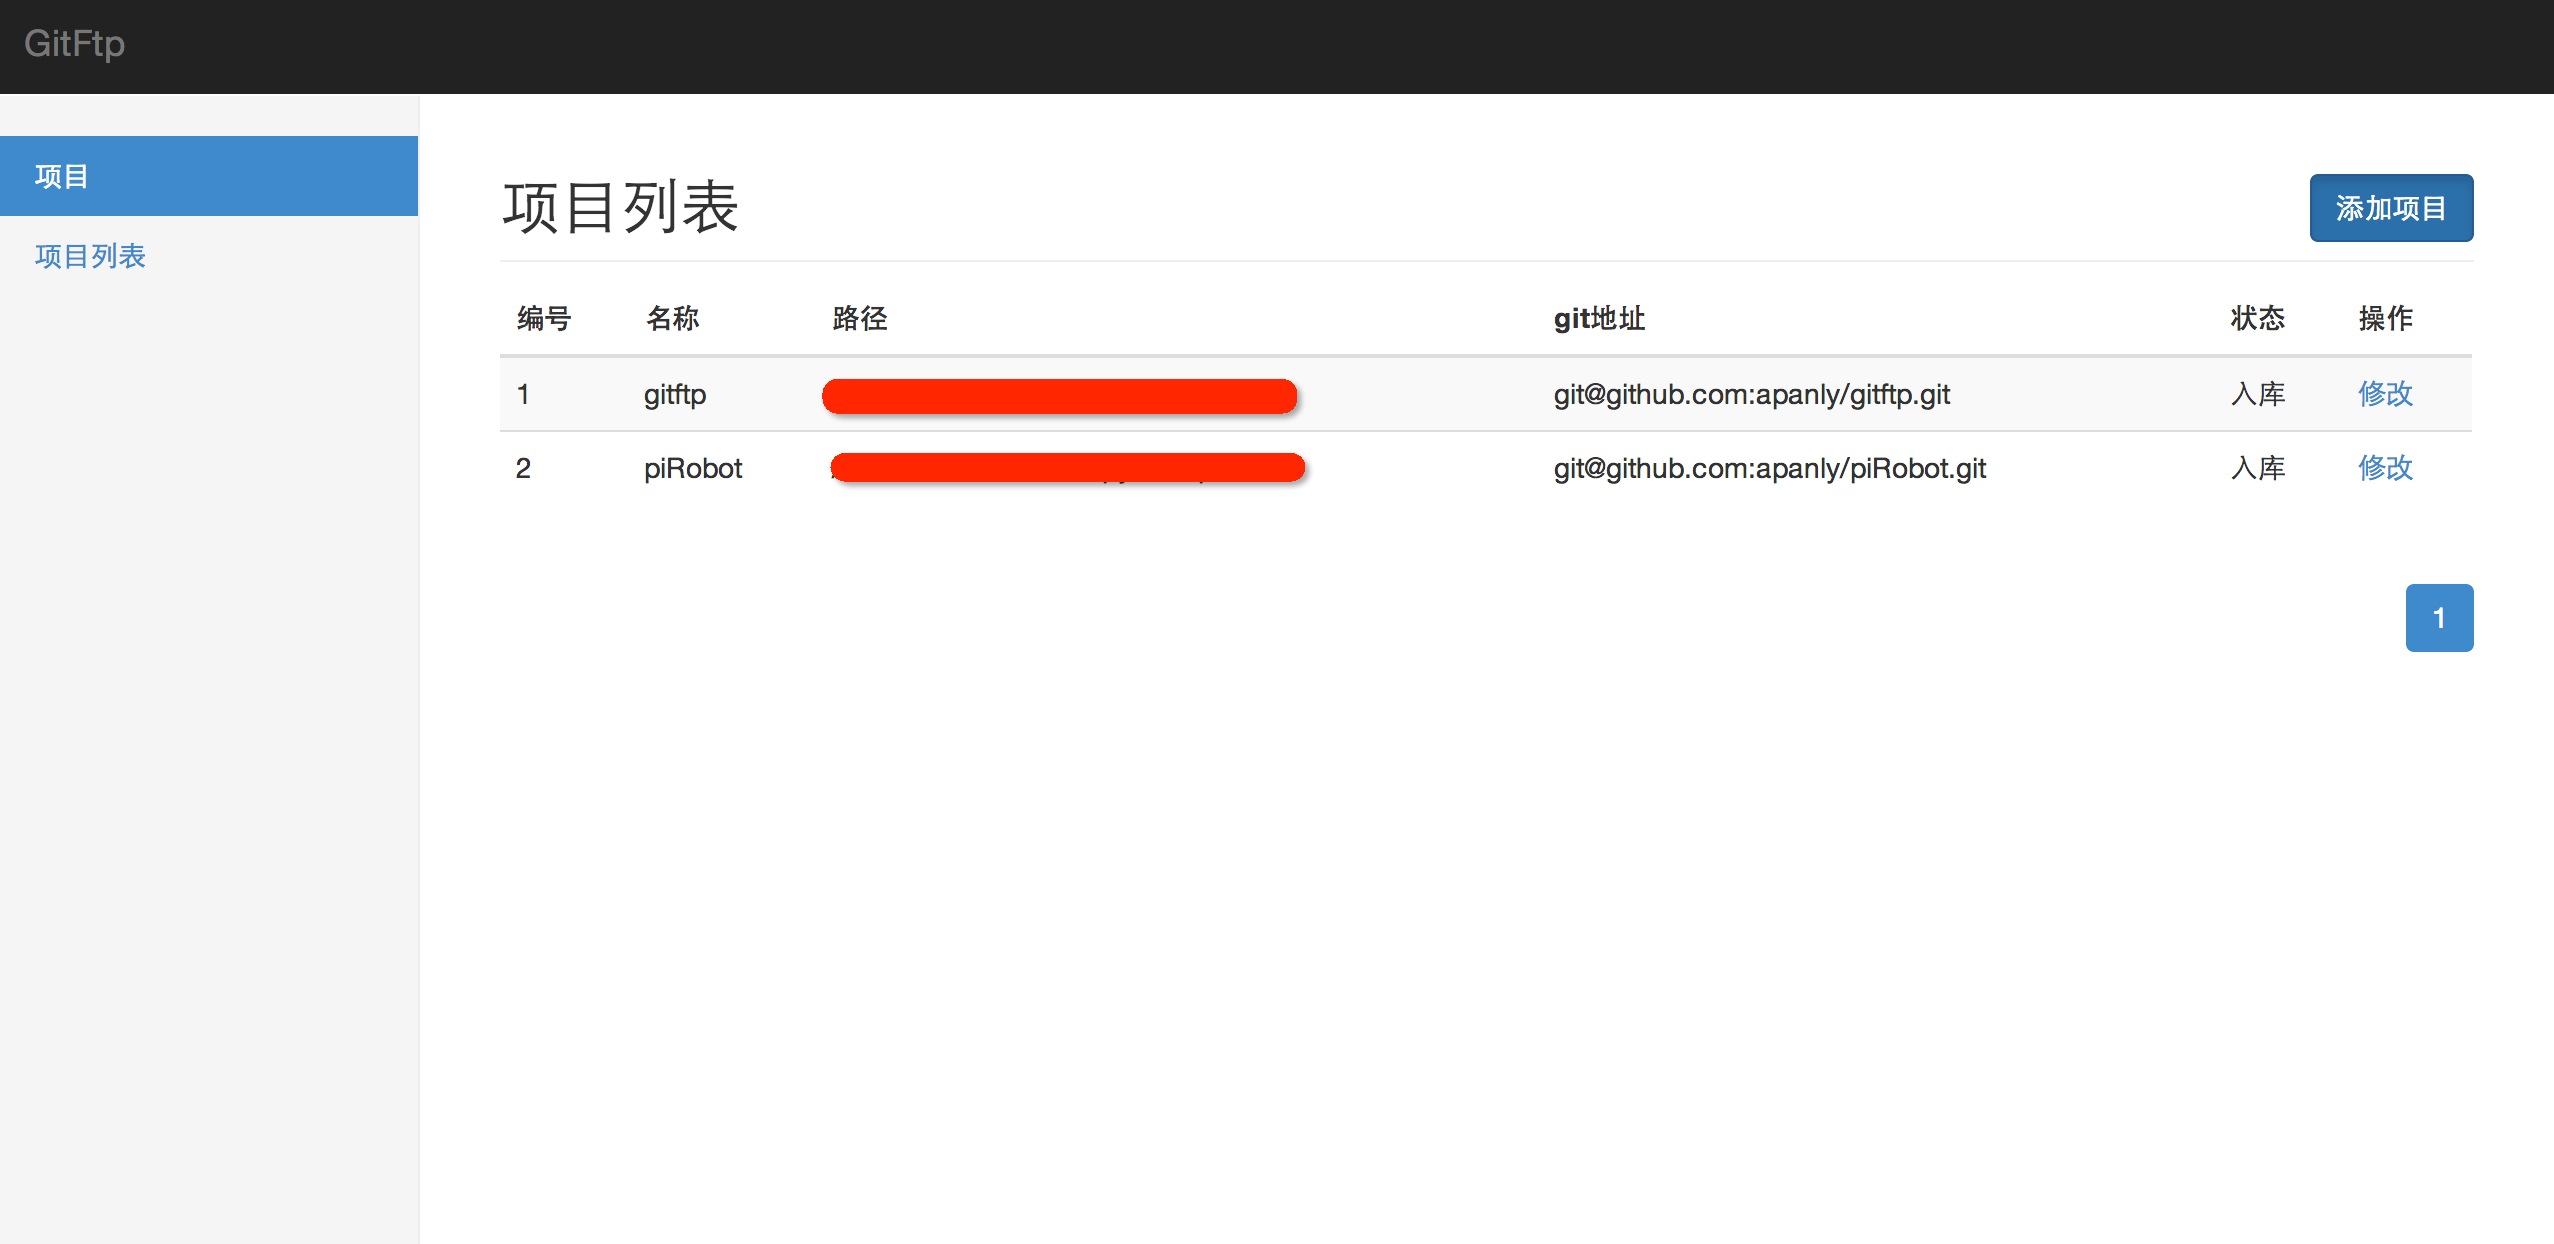 GitFtp
项目
项目列表
项目列表
添加项目
编号 名称 路径 git地址 状态 操作
1 gitftp git@github.com:apanly/gitftp.git 入库 修改
2 piRobot git@github.com:apanly/piRobot.git 入库 修改
1